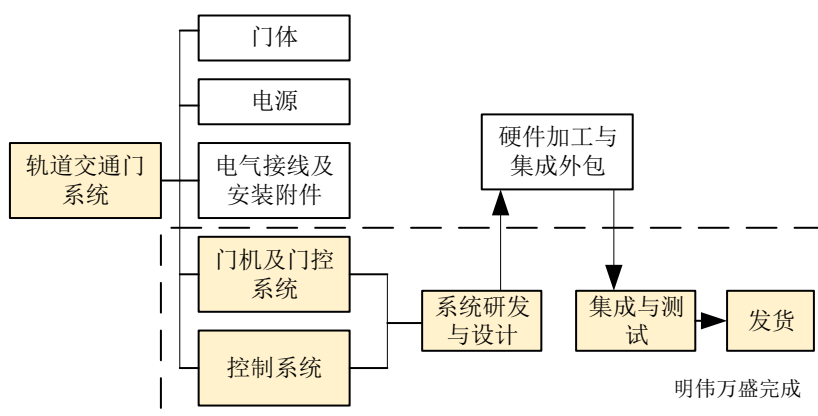 门体
电源
轨道交通门
系统
电气接线及
安装附件
硬件加工与
集成外包
门机及门控
系统
控制系统
系统研发
与设计
集成与测
试
发货
明伟万盛完成